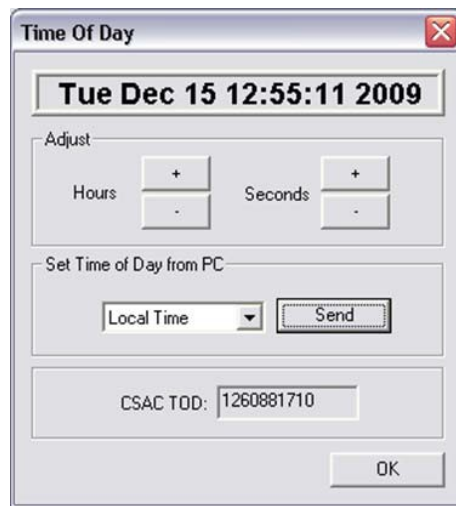 Time Of Day
Tue Dec 15 12:55:11 2009
Adjust
Hours + - Seconds + -
Set Time of Day from PC
Local Time Send
CSAC TOD: 1260881710
OK